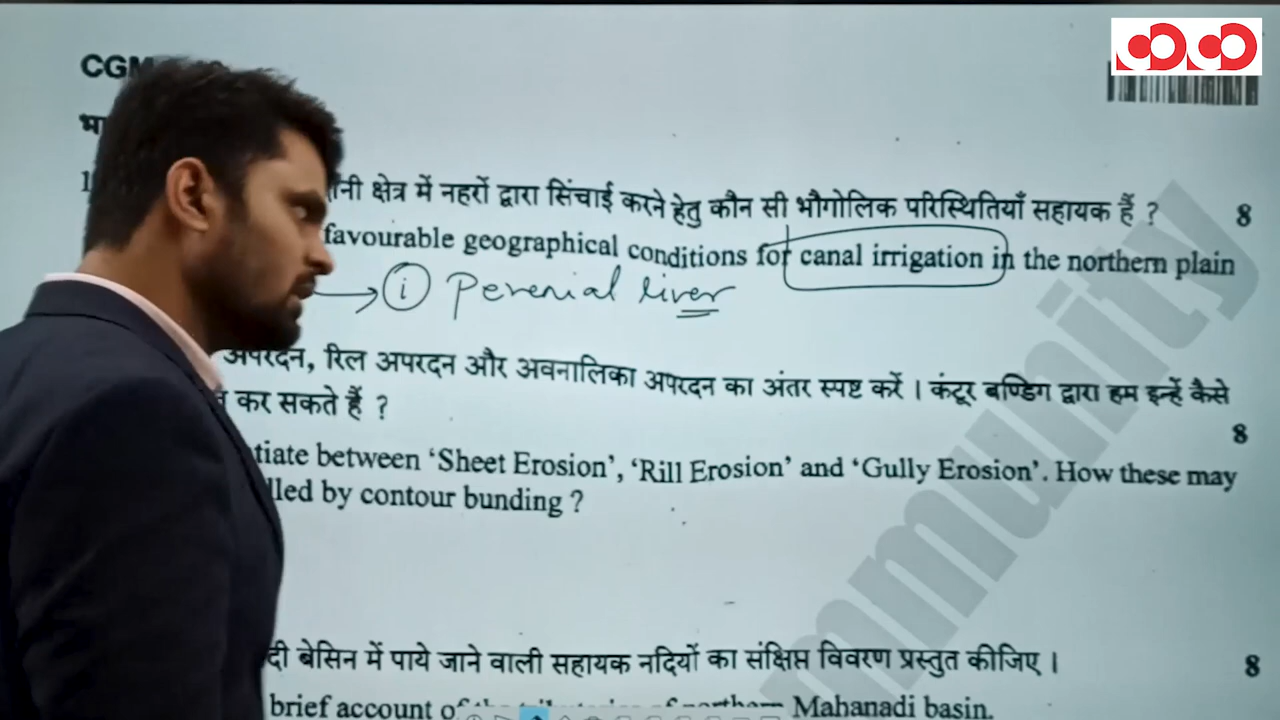 CGM
भा
1
नी क्षेत्र में नहरों द्वारा सिंचाई करने हेतु कौन सी भौगोलिक परिस्थितियाँ सहायक हैं ? 8
favourable geographical conditions for canal irrigation in the northern plain
→ (i) Perenial river
अपरदन, रिल अपरदन और अवनालिका अपरदन का अंतर स्पष्ट करें । कंटूर बण्डिग द्वारा हम इन्हें कैसे
कर सकते हैं ?
8
tiate between ‘Sheet Erosion’, ‘Rill Erosion’ and ‘Gully Erosion’. How these may
lled by contour bunding ?
दी बेसिन में पाये जाने वाली सहायक नदियों का संक्षिप्त विवरण प्रस्तुत कीजिए । 8
brief account of Mahanadi basin.
mmunity